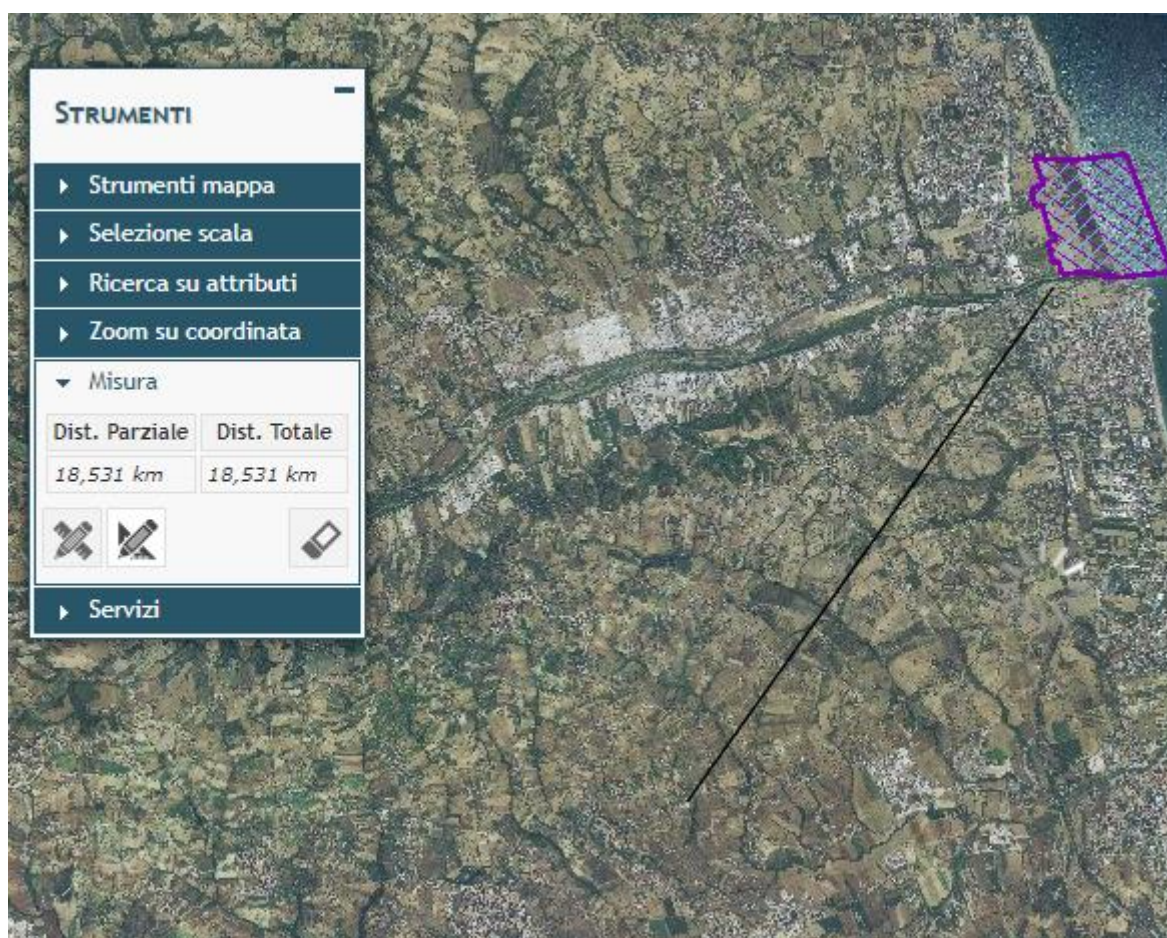 STRUMENTI
Strumenti mappa
Selezione scala
Ricerca su attributi
Zoom su coordinata
Misura
Dist. Parziale Dist. Totale
18,531 km 18,531 km
Servizi